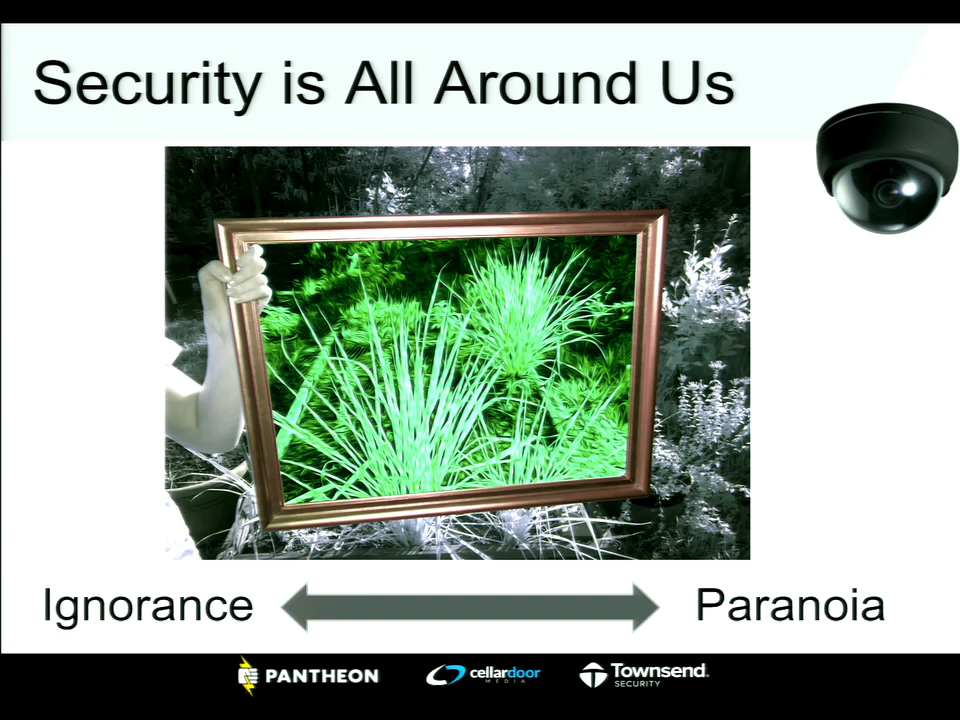 Security is All Around Us
Ignorance
Paranoia
PANTHEON
cellardoor
MEDIA
Townsend
SECURITY